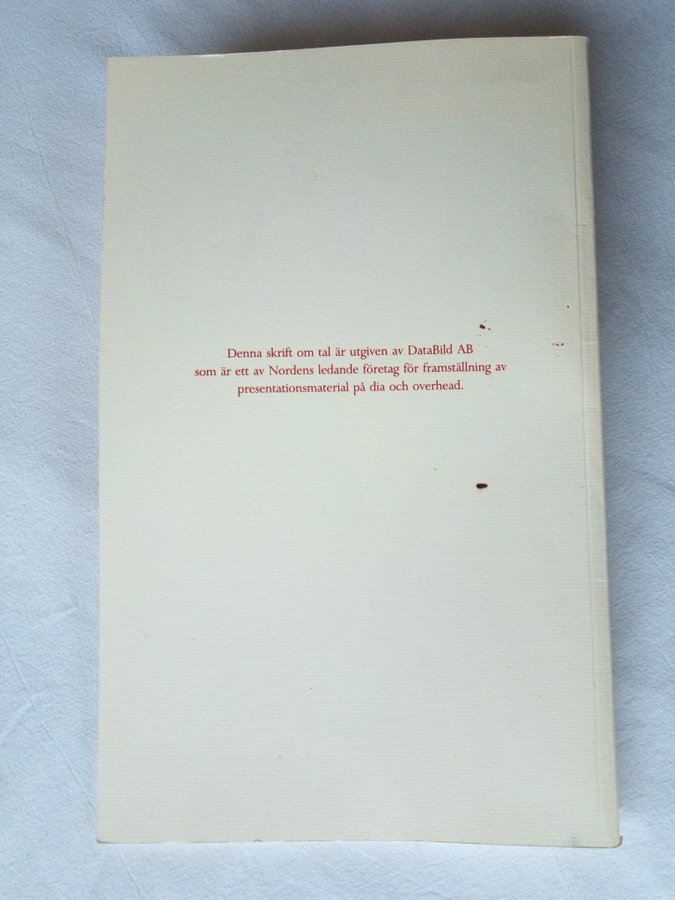 Denna skrift om tal är utgiven av DataBild AB
som är ett av Nordens ledande företag för framställning av
presentationsmaterial på dia och overhead.